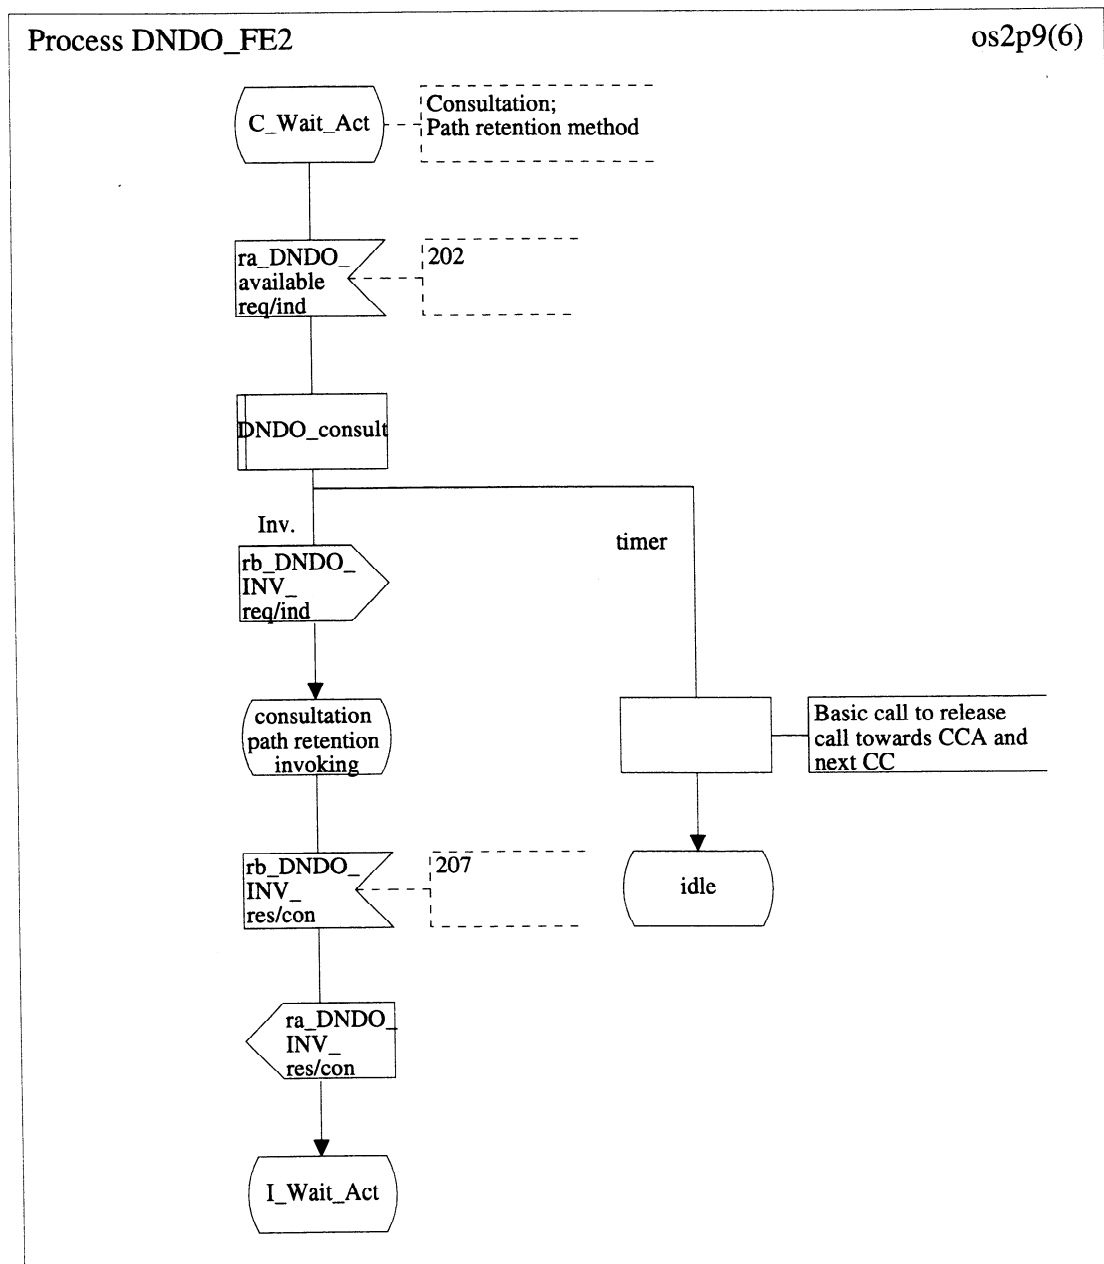 Process DNDO_FE2
os2p9(6)
C_Wait_Act
Consultation;
Path retention method
ra_DNDO_
available
req/ind
202
DNDO_consult
Inv.
timer
rb_DNDO_
INV_
req/ind
consultation
path retention
invoking
Basic call to release
call towards CCA and
next CC
rb_DNDO_
INV_
res/con
207
idle
ra_DNDO_
INV_
res/con
I_Wait_Act